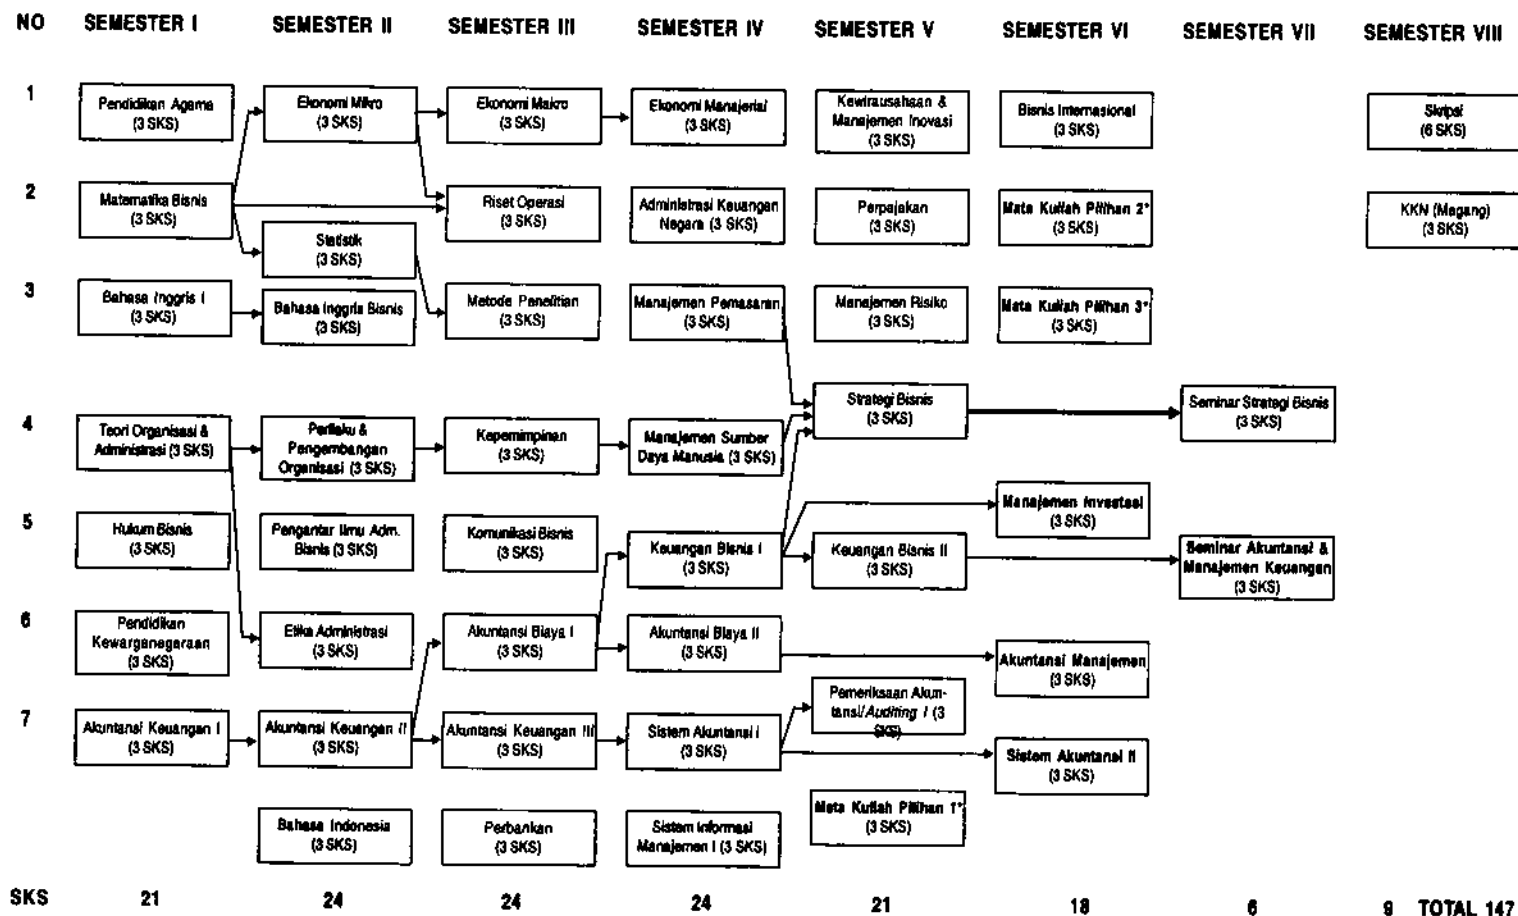 NO SEMESTER I SEMESTER II SEMESTER III SEMESTER IV SEMESTER V SEMESTER VI SEMESTER VII SEMESTER VIII
1
Pendidikan Agama
(3 SKS)
Ekonomi Mikro
(3 SKS)
Ekonomi Makro
(3 SKS)
Ekonomi Manajerial
(3 SKS)
Kewirausahaan &
Manajemen Inovasi
(3 SKS)
Bisnis Internasional
(3 SKS)
Skripsi
(6 SKS)
2
Matematika Bisnis
(3 SKS)
Statistik
(3 SKS)
Riset Operasi
(3 SKS)
Administrasi Keuangan
Negara (3 SKS)
Perpajakan
(3 SKS)
Mata Kuliah Pilihan 2*
(3 SKS)
KKN (Magang)
(3 SKS)
3
Bahasa Inggris I
(3 SKS)
Bahasa Inggris Bisnis
(3 SKS)
Metode Penelitian
(3 SKS)
Manajemen Pemasaran
(3 SKS)
Manajemen Risiko
(3 SKS)
Mata Kuliah Pilihan 3*
(3 SKS)
4
Teori Organisasi &
Administrasi (3 SKS)
Perilaku &
Pengembangan
Organisasi (3 SKS)
Kepemimpinan
(3 SKS)
Manajemen Sumber
Daya Manusia (3 SKS)
Strategi Bisnis
(3 SKS)
Seminar Strategi Bisnis
(3 SKS)
5
Hukum Bisnis
(3 SKS)
Pengantar Ilmu Adm.
Bisnis (3 SKS)
Komunikasi Bisnis
(3 SKS)
Keuangan Bisnis I
(3 SKS)
Keuangan Bisnis II
(3 SKS)
Manajemen Investasi
(3 SKS)
Seminar Akuntansi &
Manajemen Keuangan
(3 SKS)
6
Pendidikan
Kewarganegaraan
(3 SKS)
Etika Administrasi
(3 SKS)
Akuntansi Biaya I
(3 SKS)
Akuntansi Biaya II
(3 SKS)
Akuntansi Manajemen
(3 SKS)
7
Akuntansi Keuangan I
(3 SKS)
Akuntansi Keuangan II
(3 SKS)
Akuntansi Keuangan III
(3 SKS)
Sistem Akuntansi I
(3 SKS)
Pemeriksaan Akun-
tansi/Auditing I (3
SKS)
Sistem Akuntansi II
(3 SKS)
Bahasa Indonesia
(3 SKS)
Perbankan
(3 SKS)
Sistem Informasi
Manajemen I (3 SKS)
Mata Kuliah Pilihan 1*
(3 SKS)
SKS 21 24 24 24 21 18 6 9 TOTAL 147